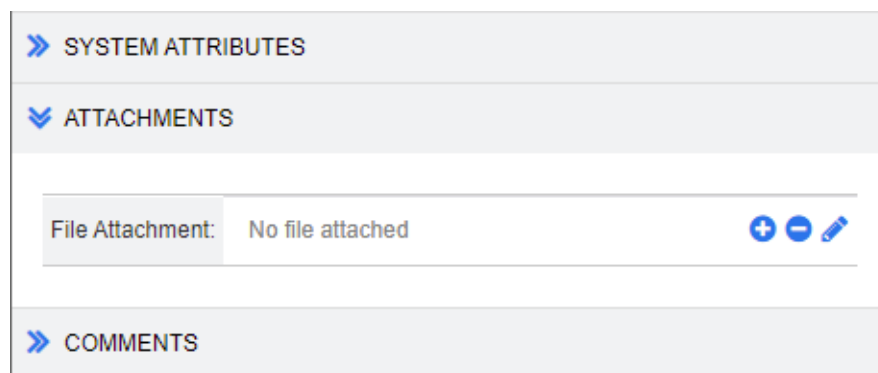 SYSTEM ATTRIBUTES
ATTACHMENTS
File Attachment: No file attached
COMMENTS